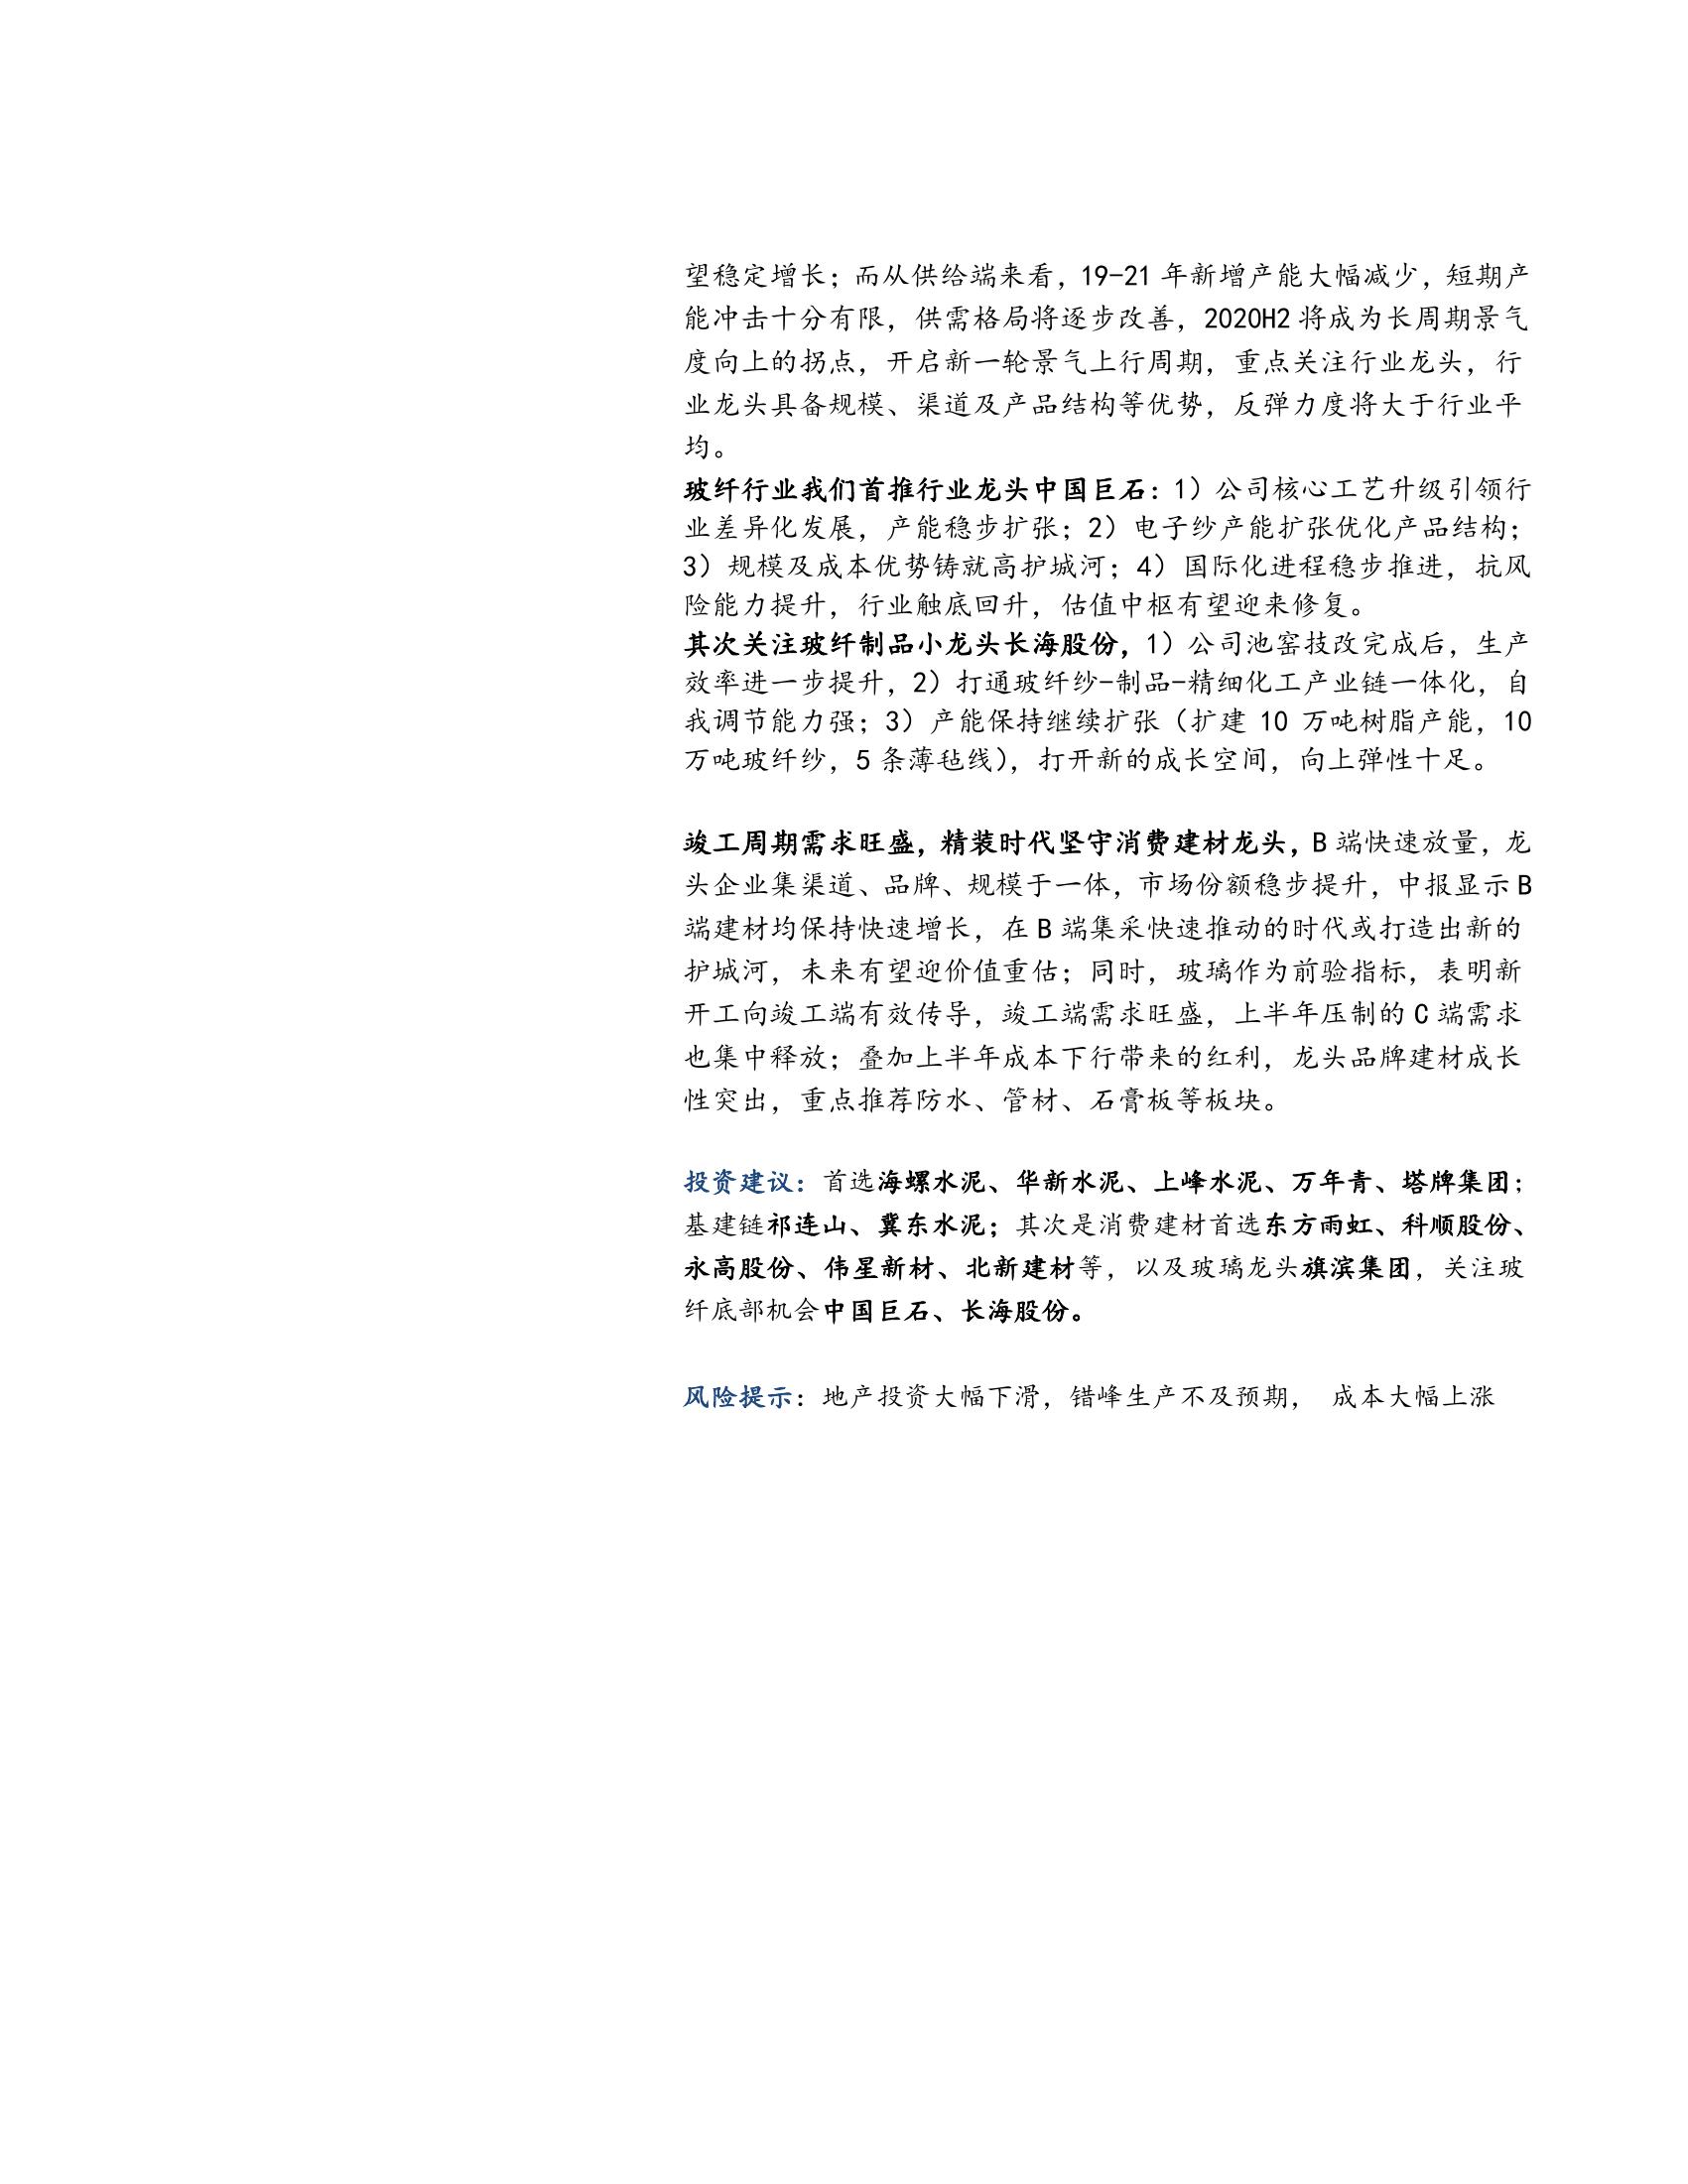 望稳定增长；而从供给端来看，19-21 年新增产能大幅减少，短期产
能冲击十分有限，供需格局将逐步改善，2020H2 将成为长周期景气
度向上的拐点，开启新一轮景气上行周期，重点关注行业龙头，行
业龙头具备规模、渠道及产品结构等优势，反弹力度将大于行业平
均。
玻纤行业我们首推行业龙头中国巨石：1）公司核心工艺升级引领行
业差异化发展，产能稳步扩张；2）电子纱产能扩张优化产品结构；
3）规模及成本优势铸就高护城河；4）国际化进程稳步推进，抗风
险能力提升，行业触底回升，估值中枢有望迎来修复。
其次关注玻纤制品小龙头长海股份，1）公司池窑技改完成后，生产
效率进一步提升，2）打通玻纤纱-制品-精细化工产业链一体化，自
我调节能力强；3）产能保持继续扩张（扩建 10 万吨树脂产能，10
万吨玻纤纱，5 条薄毡线），打开新的成长空间，向上弹性十足。
竣工周期需求旺盛，精装时代坚守消费建材龙头，B 端快速放量，龙
头企业集渠道、品牌、规模于一体，市场份额稳步提升，中报显示 B
端建材均保持快速增长，在 B 端集采快速推动的时代或打造出新的
护城河，未来有望迎价值重估；同时，玻璃作为前验指标，表明新
开工向竣工端有效传导，竣工端需求旺盛，上半年压制的 C 端需求
也集中释放；叠加上半年成本下行带来的红利，龙头品牌建材成长
性突出，重点推荐防水、管材、石膏板等板块。
投资建议：首选海螺水泥、华新水泥、上峰水泥、万年青、塔牌集团；
基建链祁连山、冀东水泥；其次是消费建材首选东方雨虹、科顺股份、
永高股份、伟星新材、北新建材等，以及玻璃龙头旗滨集团，关注玻
纤底部机会中国巨石、长海股份。
风险提示：地产投资大幅下滑，错峰生产不及预期， 成本大幅上涨